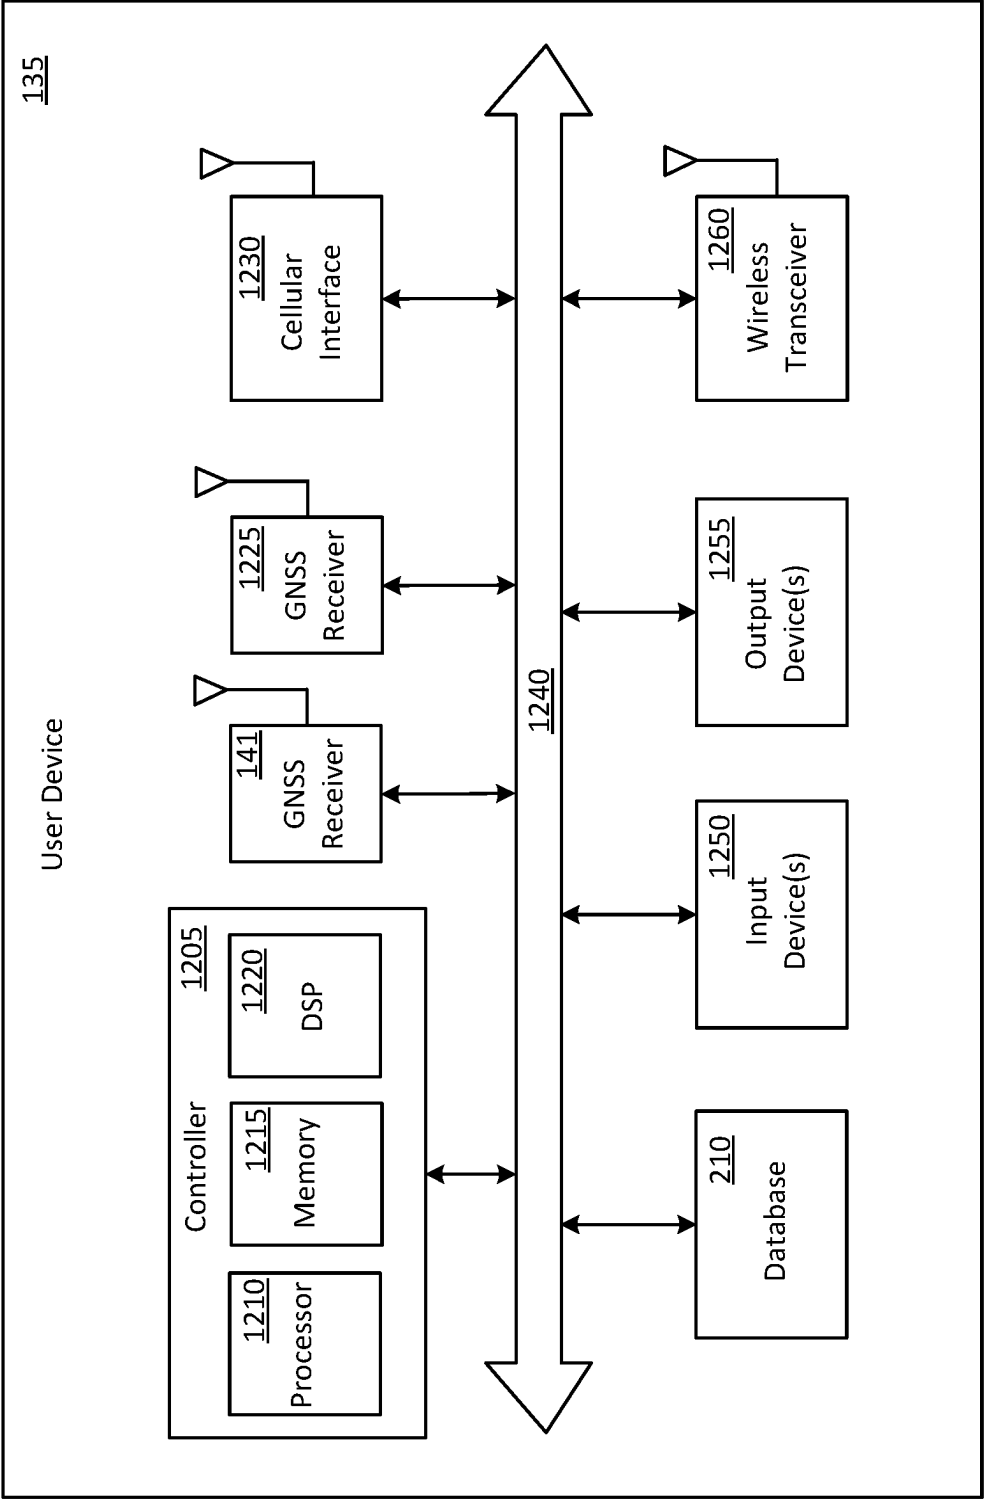 User Device
135
Controller
1205
1210
Processor
1215
Memory
1220
DSP
141
GNSS
Receiver
1225
GNSS
Receiver
1230
Cellular
Interface
1240
210
Database
1250
Input
Device(s)
1255
Output
Device(s)
1260
Wireless
Transceiver